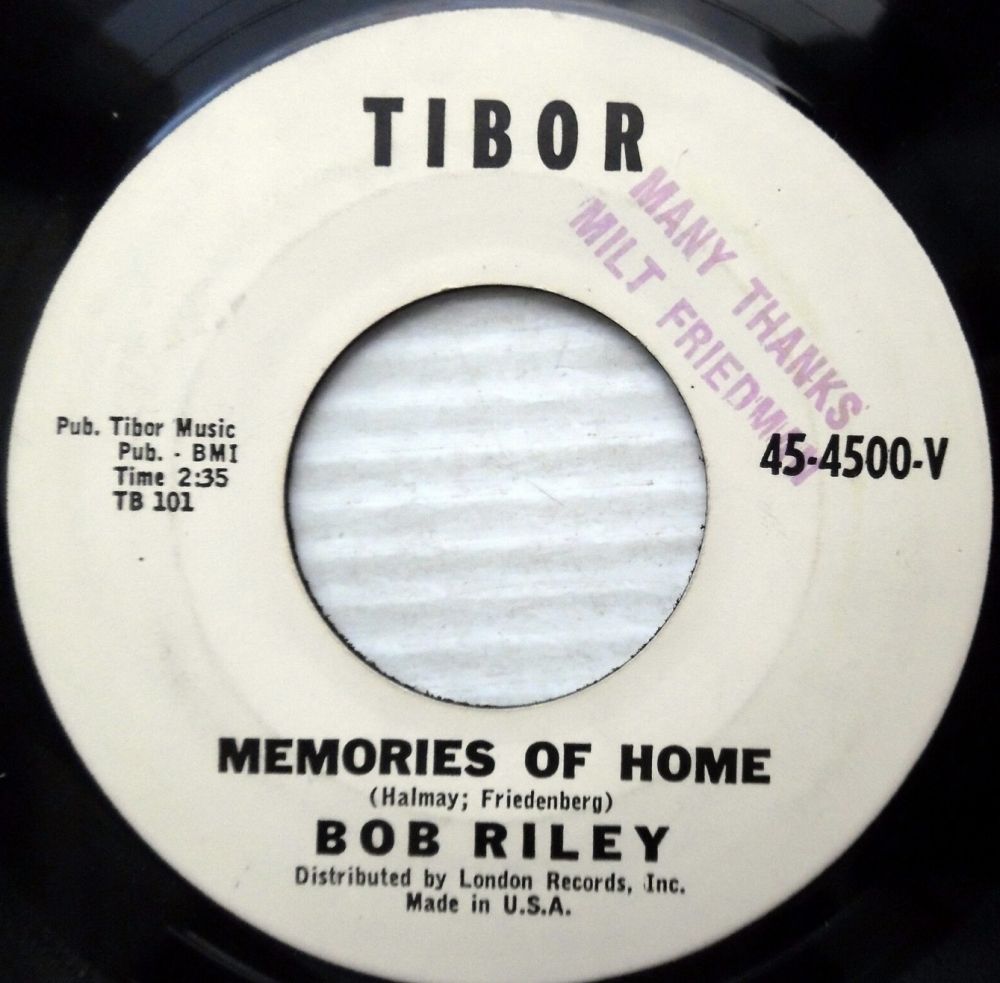 TIBOR
MANY THANKS
MILT FRIEDMAN
Pub. Tibor Music
Pub. - BMI
Time 2:35
TB 101
45-4500-V
MEMORIES OF HOME
(Halmay; Friedenberg)
BOB RILEY
Distributed by London Records, Inc.
Made in U.S.A.